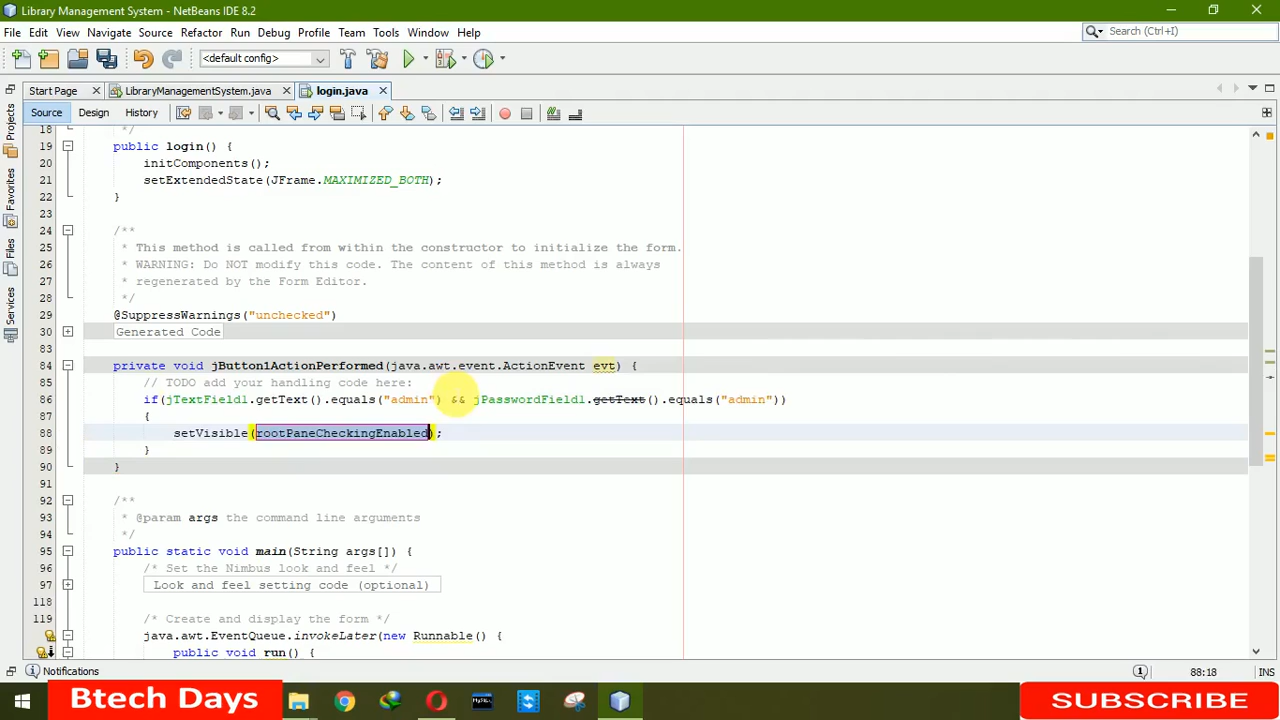 Library Management System - NetBeans IDE 8.2
File Edit View Navigate Source Refactor Run Debug Profile Team Tools Window Help
Search (Ctrl+I)
<default config>
Start Page LibraryManagementSystem.java login.java
Source Design History
Projects
Favorites
Files
Services
18 */
19 public login() {
20 initComponents();
21 setExtendedState(JFrame.MAXIMIZED_BOTH);
22 }
23
24 /**
25 * This method is called from within the constructor to initialize the form.
26 * WARNING: Do NOT modify this code. The content of this method is always
27 * regenerated by the Form Editor.
28 */
29 @SuppressWarnings("unchecked")
30 Generated Code
83
84 private void jButton1ActionPerformed(java.awt.event.ActionEvent evt) {
85 // TODO add your handling code here:
86 if(jTextField1.getText().equals("admin") && jPasswordField1.getText().equals("admin"))
87 {
88 setVisible(rootPaneCheckingEnabled);
89 }
90 }
91
92 /**
93 * @param args the command line arguments
94 */
95 public static void main(String args[]) {
96 /* Set the Nimbus look and feel */
97 Look and feel setting code (optional)
118
119 /* Create and display the form */
java.awt.EventQueue.invokeLater(new Runnable() {
public void run() {
Notifications
1
88:18
INS
Btech Days
SUBSCRIBE